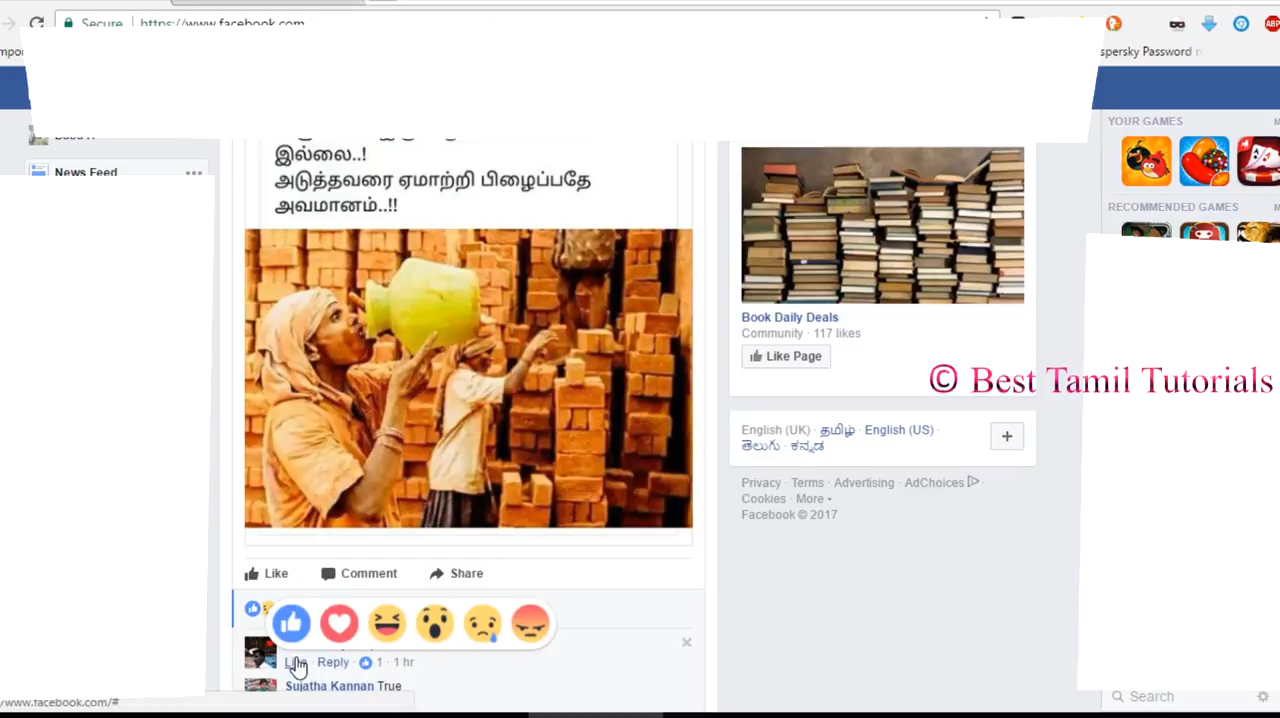 Secure
https://www.facebook.com
spersky Password
YOUR GAMES
News Feed
இல்லை..!
அடுத்தவரை ஏமாற்றி பிழைப்பதே
அவமானம்..!!
RECOMMENDED GAMES
Book Daily Deals
Community · 117 likes
Like Page
© Best Tamil Tutorials
English (UK) · தமிழ் · English (US) ·
తెలుగు · ಕನ್ನಡ
Privacy · Terms · Advertising · AdChoices ·
Cookies · More
Facebook © 2017
Like Comment Share
Like · Reply · 1 · 1 hr
Sujatha Kannan True
Search
www.facebook.com/#